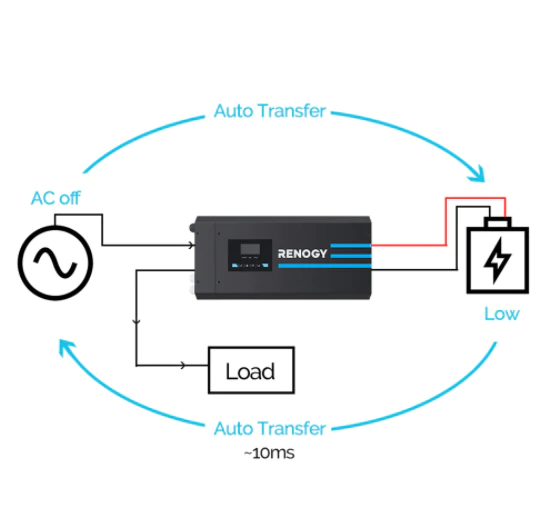 Auto Transfer
AC off
RENOGY
Low
Load
Auto Transfer
~10ms